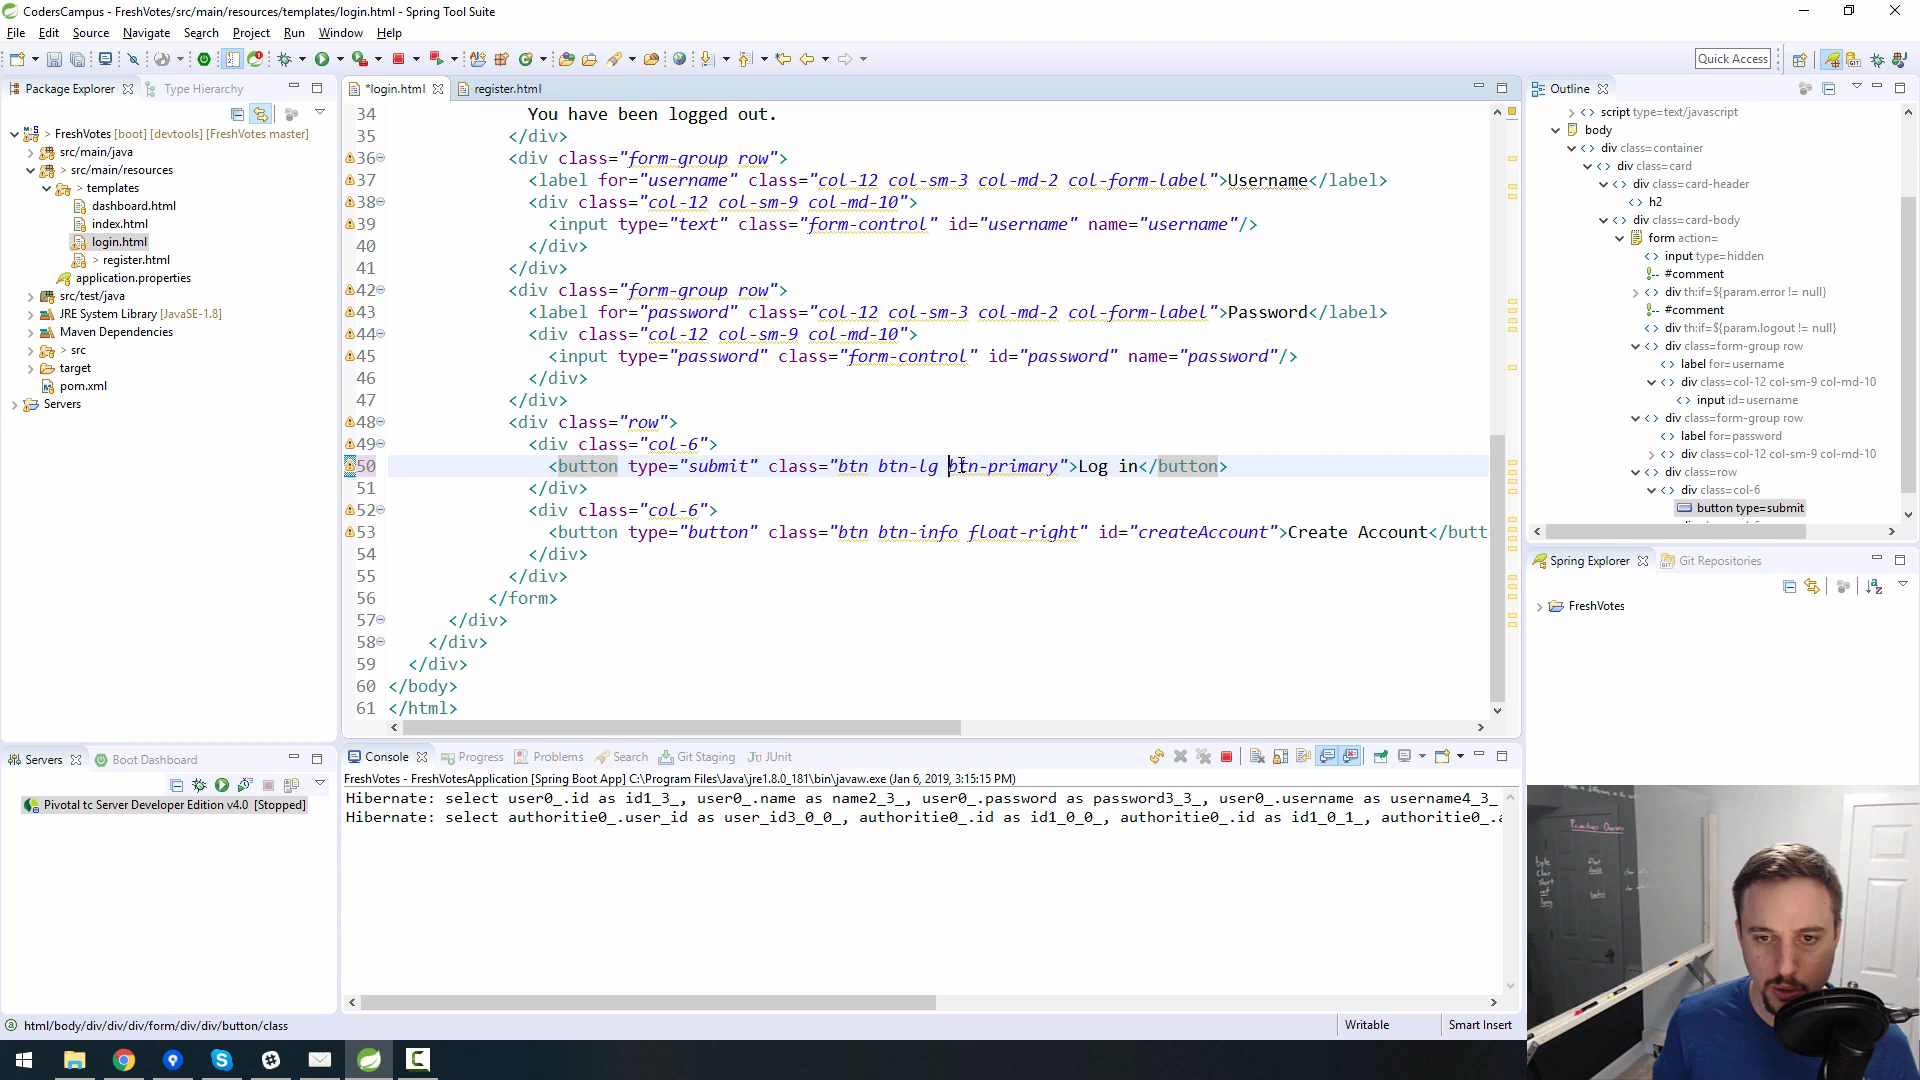 CodersCampus - FreshVotes/src/main/resources/templates/login.html - Spring Tool Suite
File Edit Source Navigate Search Project Run Window Help
Quick Access
Package Explorer Type Hierarchy
> FreshVotes [boot] [devtools] [FreshVotes master]
src/main/java
> src/main/resources
> templates
dashboard.html
index.html
login.html
> register.html
application.properties
src/test/java
JRE System Library [JavaSE-1.8]
Maven Dependencies
> src
target
pom.xml
Servers
*login.html register.html
34 You have been logged out.
35 </div>
36 <div class="form-group row">
37 <label for="username" class="col-12 col-sm-3 col-md-2 col-form-label">Username</label>
38 <div class="col-12 col-sm-9 col-md-10">
39 <input type="text" class="form-control" id="username" name="username"/>
40 </div>
41 </div>
42 <div class="form-group row">
43 <label for="password" class="col-12 col-sm-3 col-md-2 col-form-label">Password</label>
44 <div class="col-12 col-sm-9 col-md-10">
45 <input type="password" class="form-control" id="password" name="password"/>
46 </div>
47 </div>
48 <div class="row">
49 <div class="col-6">
50 <button type="submit" class="btn btn-lg btn-primary">Log in</button>
51 </div>
52 <div class="col-6">
53 <button type="button" class="btn btn-info float-right" id="createAccount">Create Account</butt
54 </div>
55 </div>
56 </form>
57 </div>
58 </div>
59 </div>
60 </body>
61 </html>
Outline
script type=text/javascript
body
div class=container
div class=card
div class=card-header
h2
div class=card-body
form action=
input type=hidden
#comment
div th:if=${param.error != null}
#comment
div th:if=${param.logout != null}
div class=form-group row
label for=username
div class=col-12 col-sm-9 col-md-10
input id=username
div class=form-group row
label for=password
div class=col-12 col-sm-9 col-md-10
div class=row
div class=col-6
button type=submit
Spring Explorer Git Repositories
FreshVotes
Servers Boot Dashboard
Pivotal tc Server Developer Edition v4.0 [Stopped]
Console Progress Problems Search Git Staging JUnit
FreshVotes - FreshVotesApplication [Spring Boot App] C:\Program Files\Java\jre1.8.0_181\bin\javaw.exe (Jan 6, 2019, 3:15:15 PM)
Hibernate: select user0_.id as id1_3_, user0_.name as name2_3_, user0_.password as password3_3_, user0_.username as username4_3_
Hibernate: select authoritie0_.user_id as user_id3_0_0_, authoritie0_.id as id1_0_0_, authoritie0_.id as id1_0_1_, authoritie0_.a
html/body/div/div/div/form/div/div/button/class
Writable Smart Insert